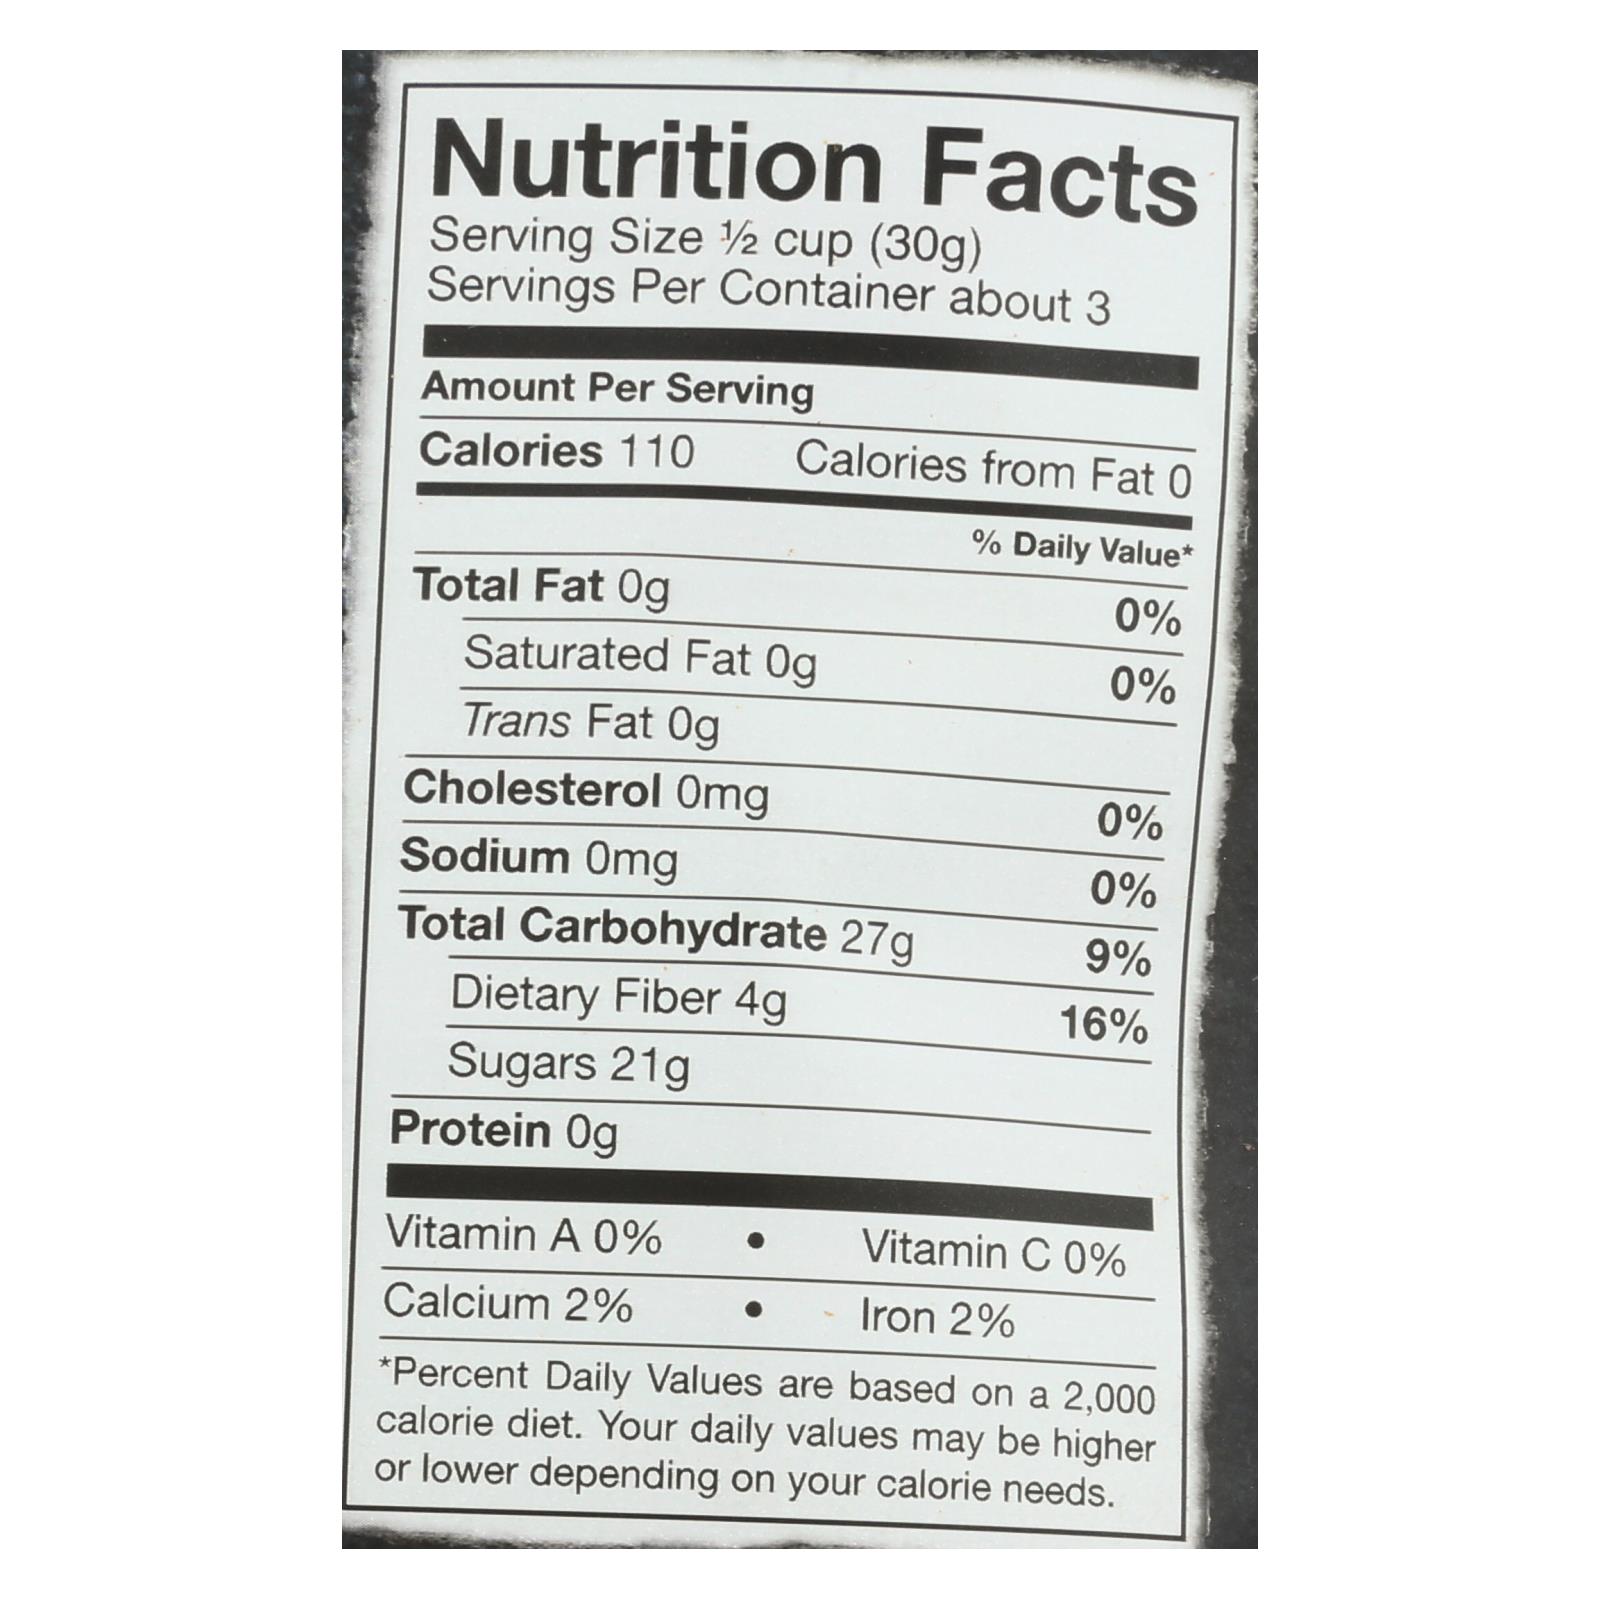 Nutrition Facts
Serving Size ½ cup (30g)
Servings Per Container about 3
Amount Per Serving
Calories 110 Calories from Fat 0
% Daily Value*
Total Fat 0g 0%
Saturated Fat 0g 0%
Trans Fat 0g
Cholesterol 0mg 0%
Sodium 0mg 0%
Total Carbohydrate 27g 9%
Dietary Fiber 4g 16%
Sugars 21g
Protein 0g
Vitamin A 0% • Vitamin C 0%
Calcium 2% • Iron 2%
*Percent Daily Values are based on a 2,000
calorie diet. Your daily values may be higher
or lower depending on your calorie needs.